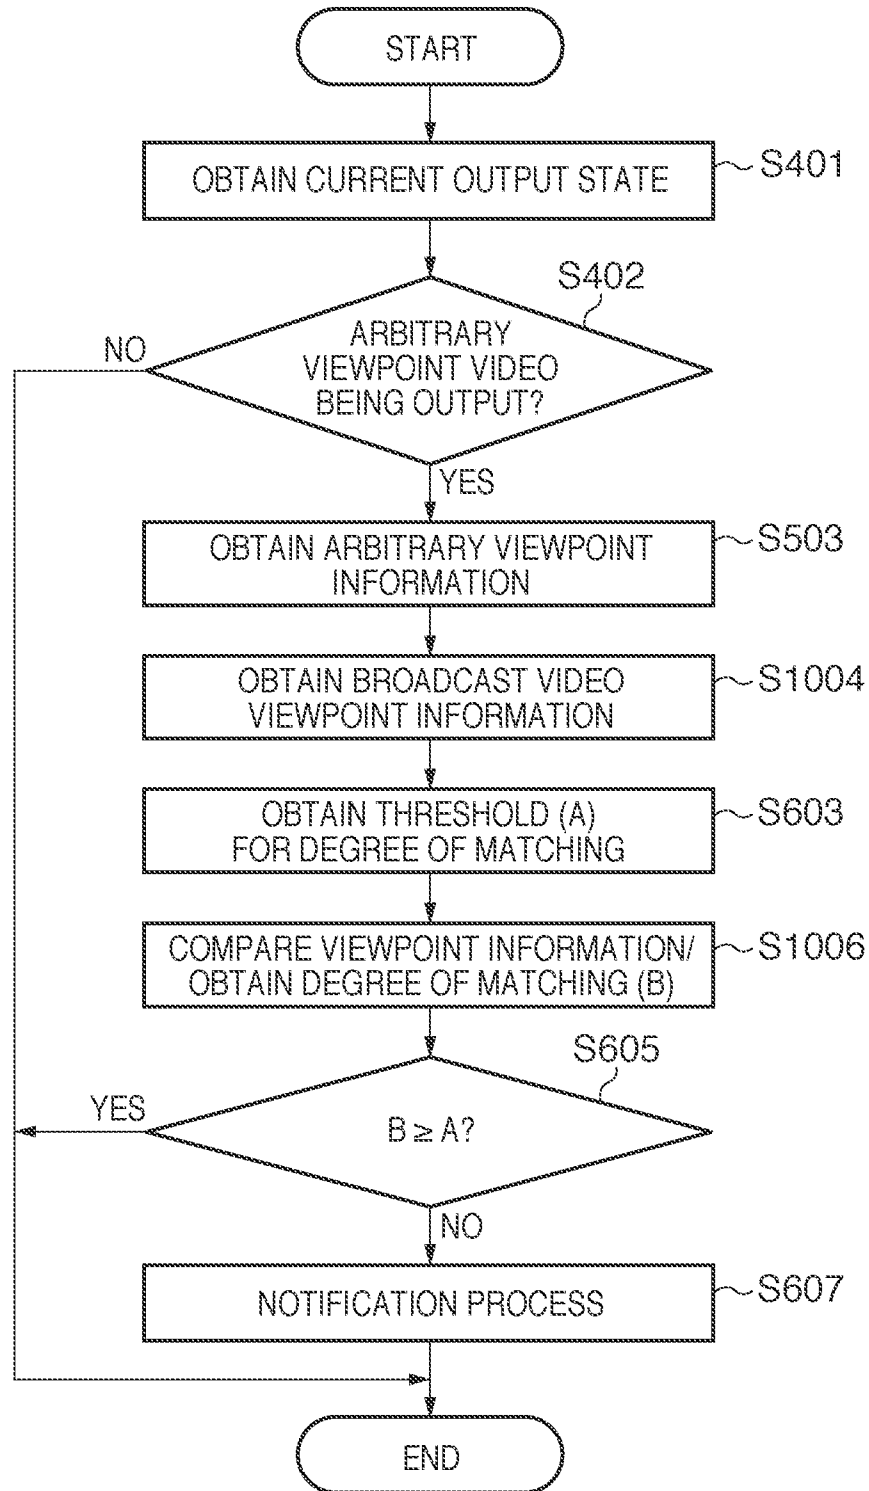 START
OBTAIN CURRENT OUTPUT STATE
S401
S402
ARBITRARY
VIEWPOINT VIDEO
BEING OUTPUT?
NO
YES
OBTAIN ARBITRARY VIEWPOINT
INFORMATION
S503
OBTAIN BROADCAST VIDEO
VIEWPOINT INFORMATION
S1004
OBTAIN THRESHOLD (A)
FOR DEGREE OF MATCHING
S603
COMPARE VIEWPOINT INFORMATION/
OBTAIN DEGREE OF MATCHING (B)
S1006
S605
YES
B ≥ A?
NO
NOTIFICATION PROCESS
S607
END